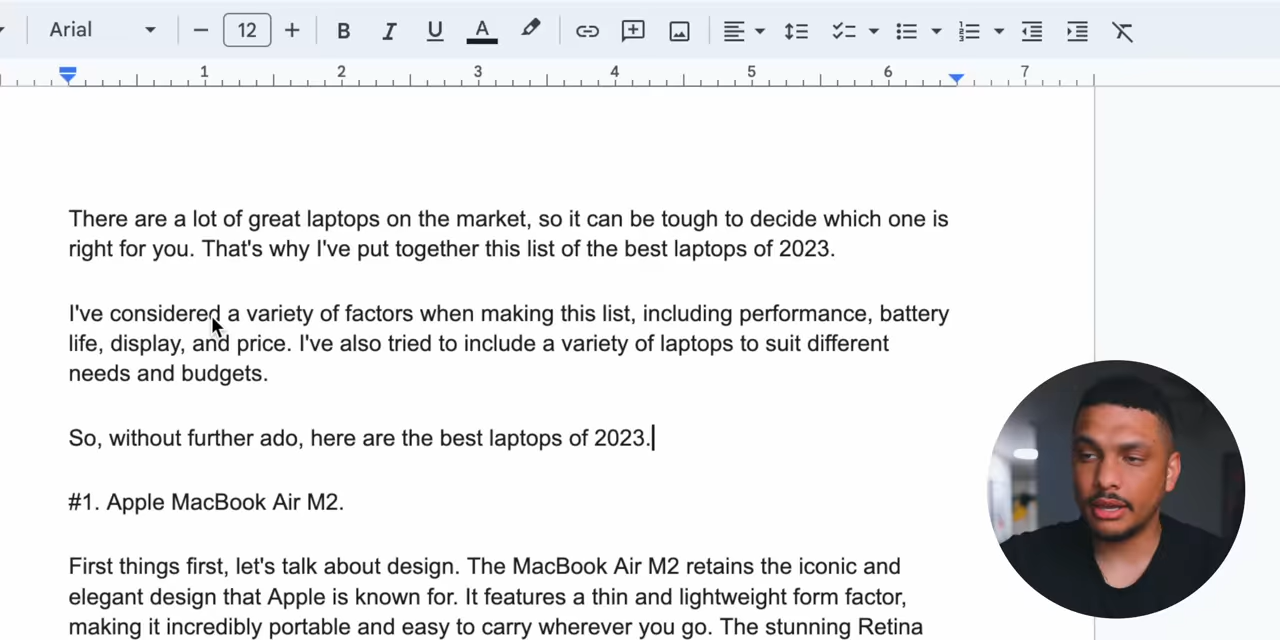 Arial 12 B I U A
1 2 3 4 5 6 7
There are a lot of great laptops on the market, so it can be tough to decide which one is
right for you. That's why I've put together this list of the best laptops of 2023.
I've considered a variety of factors when making this list, including performance, battery
life, display, and price. I've also tried to include a variety of laptops to suit different
needs and budgets.
So, without further ado, here are the best laptops of 2023.
#1. Apple MacBook Air M2.
First things first, let's talk about design. The MacBook Air M2 retains the iconic and
elegant design that Apple is known for. It features a thin and lightweight form factor,
making it incredibly portable and easy to carry wherever you go. The stunning Retina